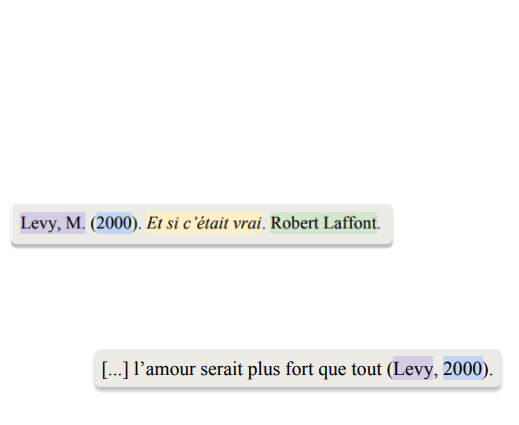 Levy, M. (2000). Et si c’était vrai. Robert Laffont.
[...] l’amour serait plus fort que tout (Levy, 2000).